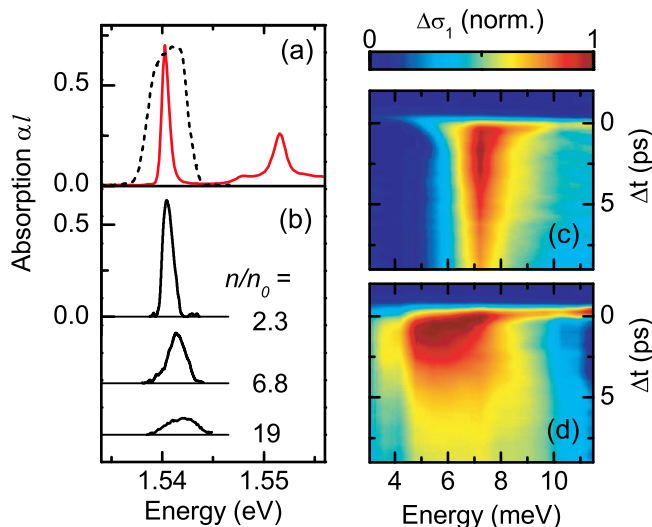 Δσ₁ (norm.)
0 1
(a)
0.5
0.0
Absorption αl
(b)
0.5
n/n₀ =
0.0
2.3
6.8
19
1.54 1.55
Energy (eV)
0
5
Δt (ps)
(c)
0
5
Δt (ps)
(d)
4 6 8 10
Energy (meV)